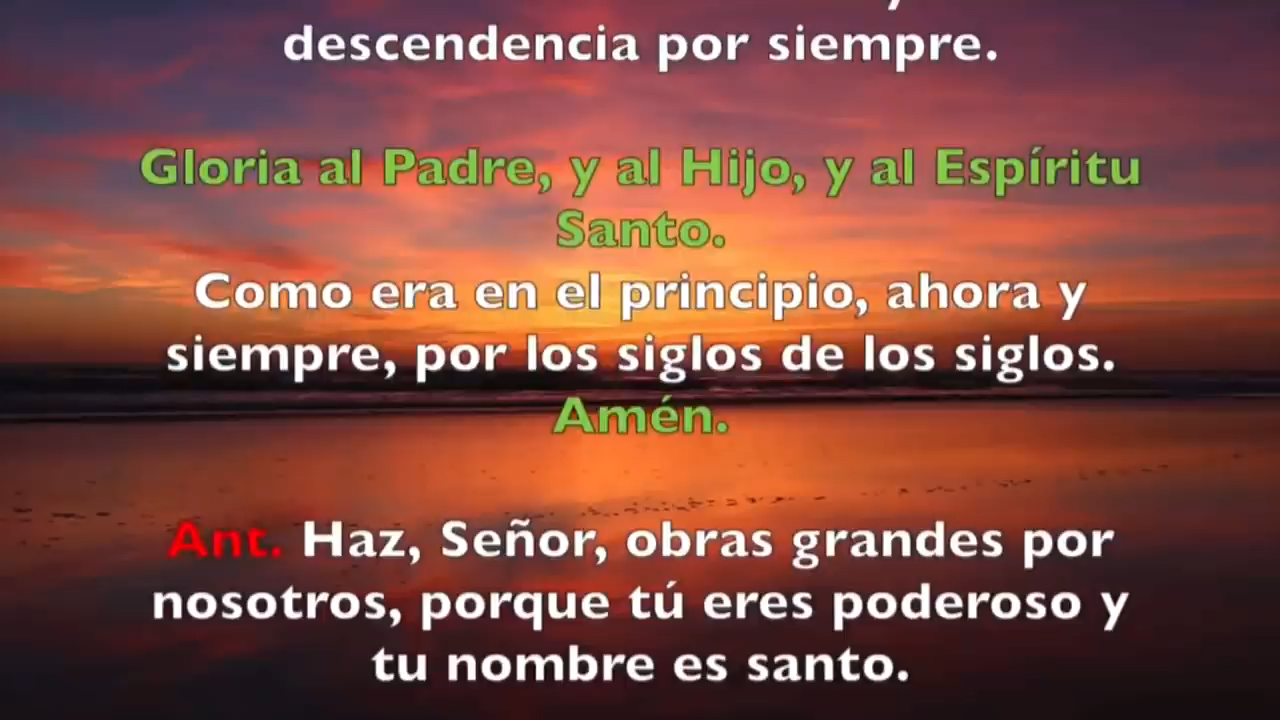 descendencia por siempre.
Gloria al Padre, y al Hijo, y al Espíritu
Santo.
Como era en el principio, ahora y
siempre, por los siglos de los siglos.
Amén.
Ant. Haz, Señor, obras grandes por
nosotros, porque tú eres poderoso y
tu nombre es santo.